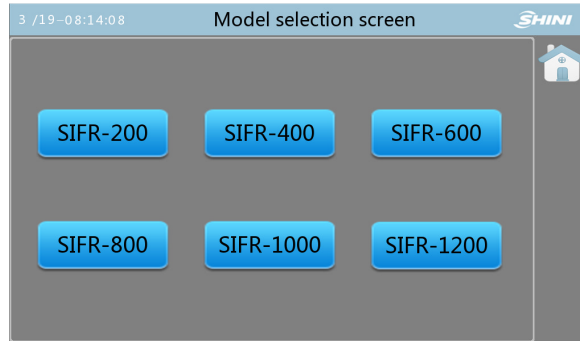 3 /19-08:14:08
Model selection screen
SHINI
SIFR-200
SIFR-400
SIFR-600
SIFR-800
SIFR-1000
SIFR-1200